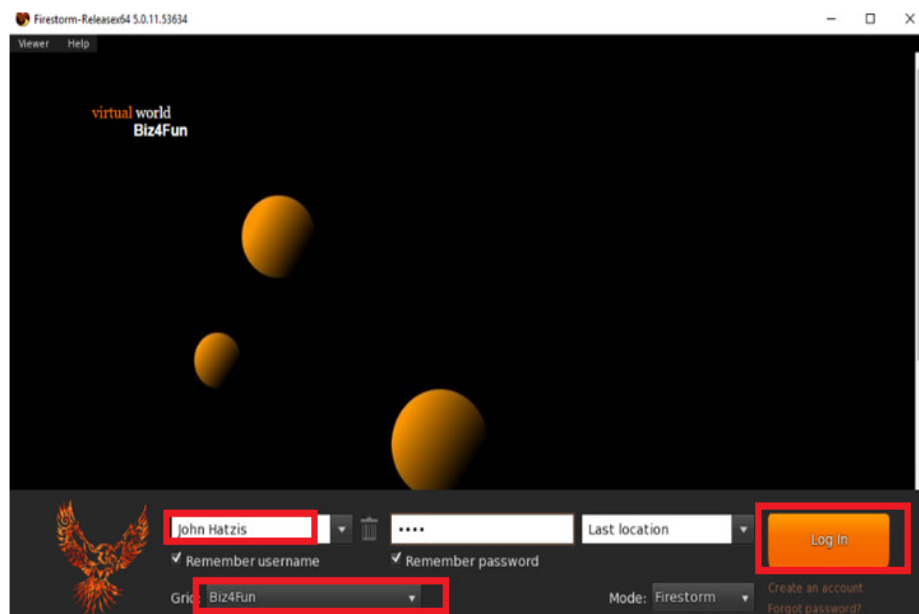 Firestorm-Releasex64 5.0.11.53634
Viewer Help
virtual world
Biz4Fun
John Hatzis
••••
Last location
Log In
Remember username
Remember password
Grid: Biz4Fun
Mode: Firestorm
Create an account
Forgot password?